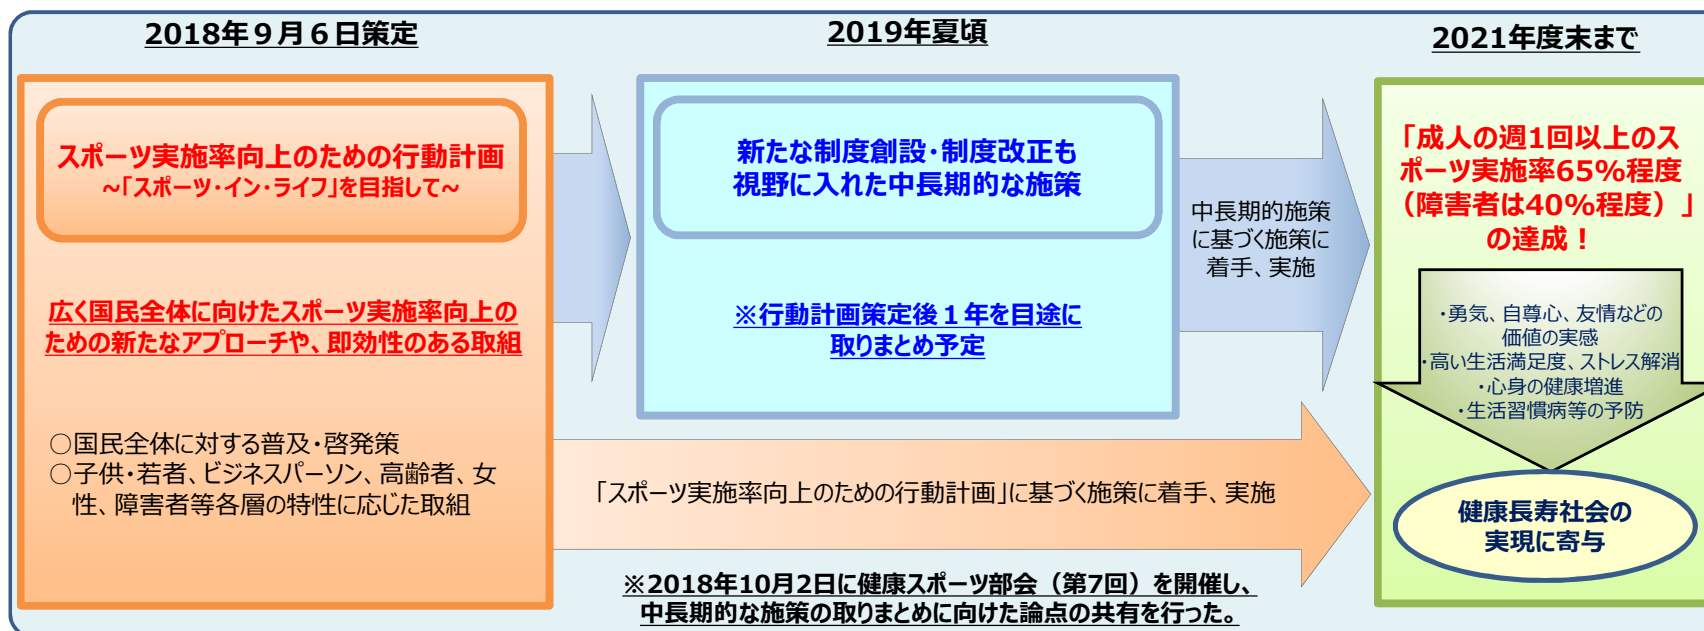 2018年９月６日策定
スポーツ実施率向上のための行動計画
~「スポーツ・イン・ライフ」を目指して~
広く国民全体に向けたスポーツ実施率向上の
ための新たなアプローチや、即効性のある取組
○国民全体に対する普及・啓発策
○子供・若者、ビジネスパーソン、高齢者、女
性、障害者等各層の特性に応じた取組
2019年夏頃
新たな制度創設・制度改正も
視野に入れた中長期的な施策
※行動計画策定後１年を目途に
取りまとめ予定
中長期的施策
に基づく施策に
着手、実施
「スポーツ実施率向上のための行動計画」に基づく施策に着手、実施
※2018年10月2日に健康スポーツ部会（第7回）を開催し、
中長期的な施策の取りまとめに向けた論点の共有を行った。
2021年度末まで
「成人の週1回以上のス
ポーツ実施率65%程度
（障害者は40%程度）」
の達成！
・勇気、自尊心、友情などの
価値の実感
・高い生活満足度、ストレス解消
・心身の健康増進
・生活習慣病等の予防
健康長寿社会の
実現に寄与